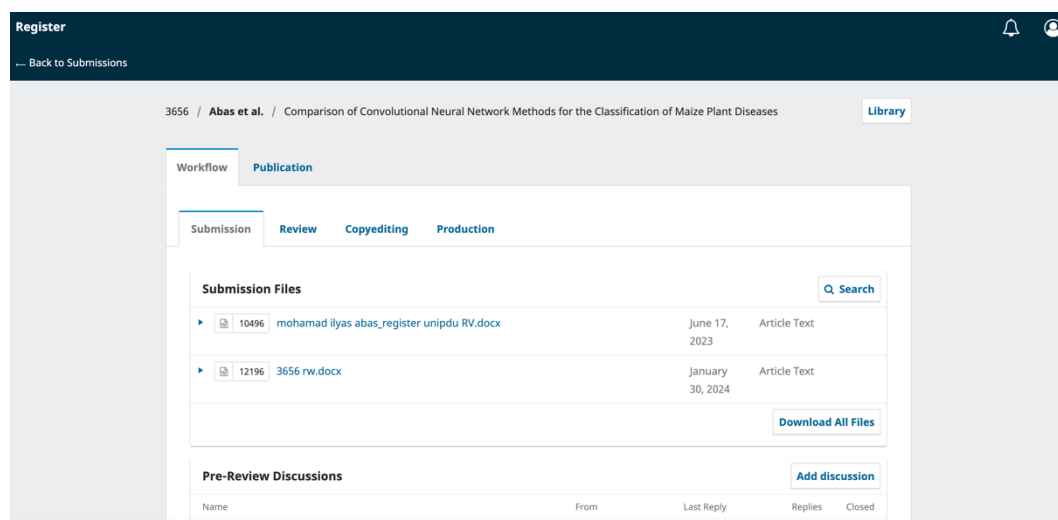 Register
← Back to Submissions
3656 / Abas et al. / Comparison of Convolutional Neural Network Methods for the Classification of Maize Plant Diseases
Library
Workflow
Publication
Submission
Review
Copyediting
Production
Submission Files
Search
10496 mohamad ilyas abas_register unipdu RV.docx June 17, Article Text
2023
12196 3656 rw.docx January Article Text
30, 2024
Download All Files
Pre-Review Discussions
Add discussion
Name From Last Reply Replies Closed